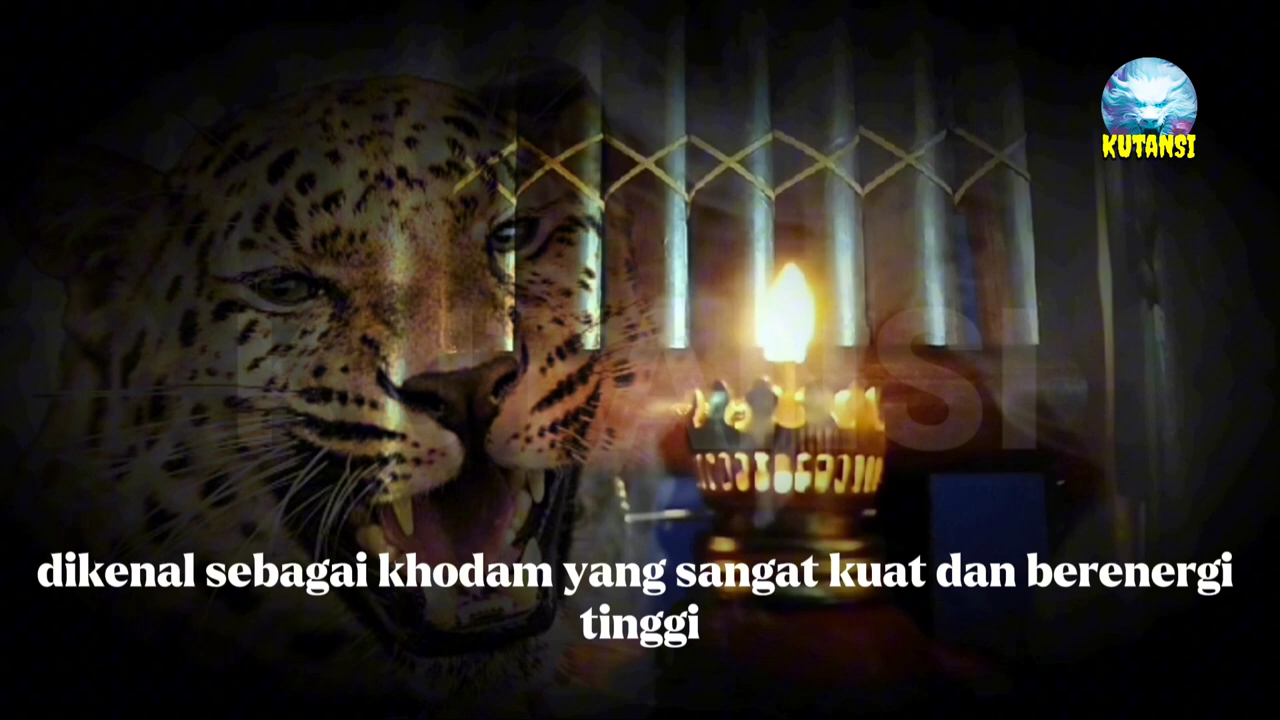 KUTANSI
dikenal sebagai khodam yang sangat kuat dan berenergi
tinggi